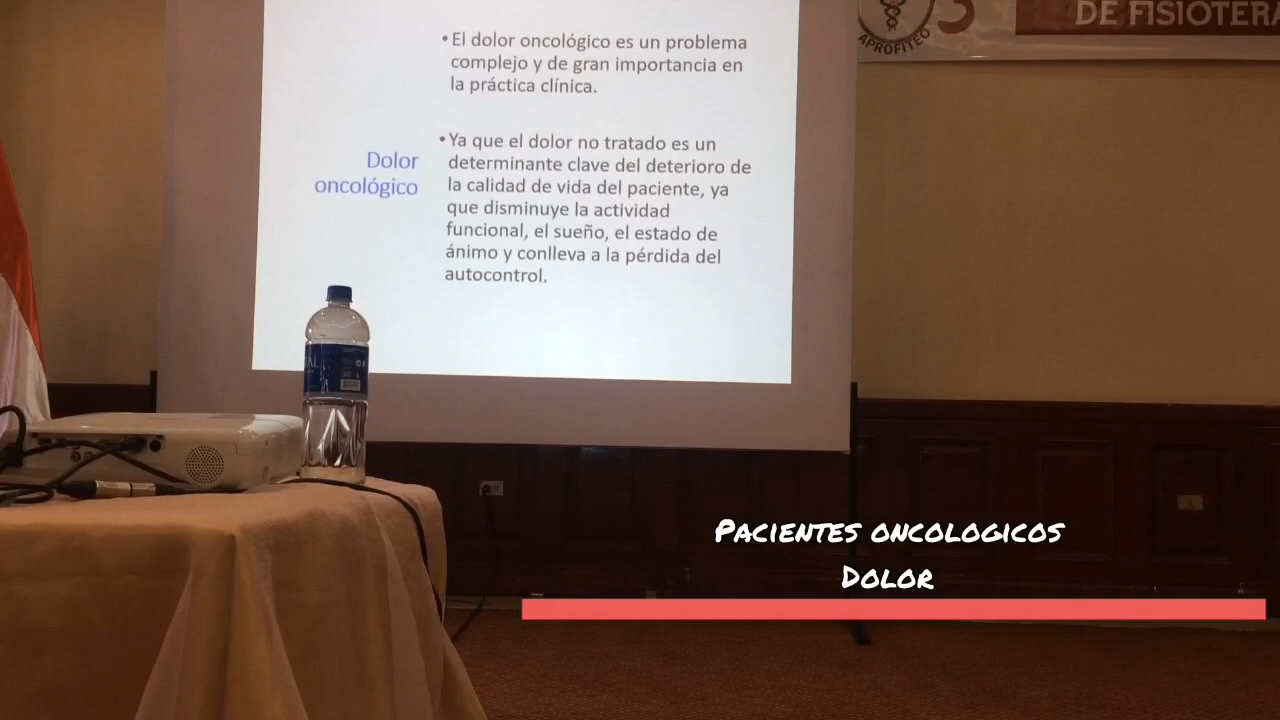 DE FISIOTERA
APROFITEO
• El dolor oncológico es un problema
complejo y de gran importancia en
la práctica clínica.
Dolor
oncológico
• Ya que el dolor no tratado es un
determinante clave del deterioro de
la calidad de vida del paciente, ya
que disminuye la actividad
funcional, el sueño, el estado de
ánimo y conlleva a la pérdida del
autocontrol.
Pacientes oncologicos
Dolor